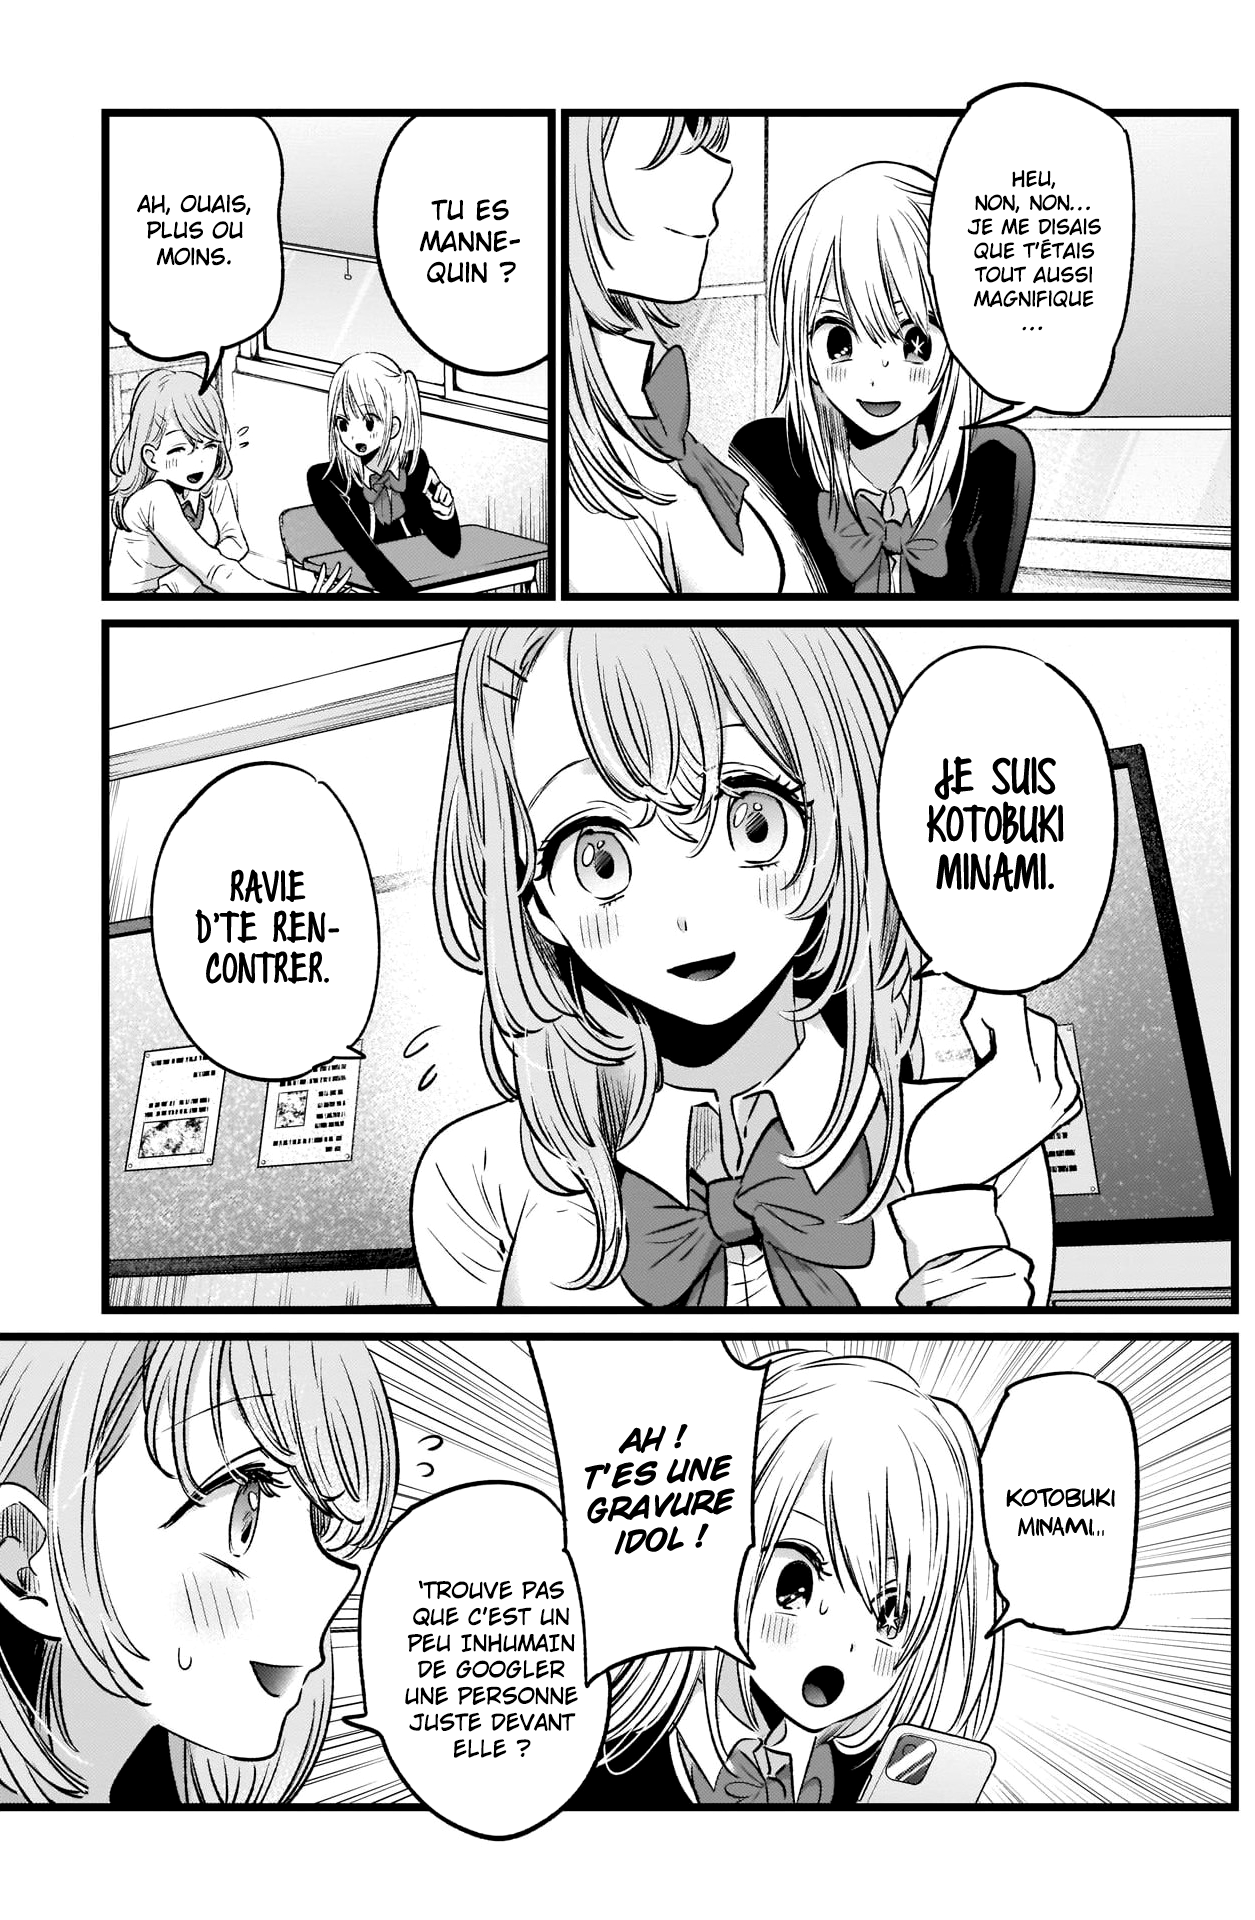 HEU,
NON, NON...
JE ME DISAIS
QUE T'ÉTAIS
TOUT AUSSI
MAGNIFIQUE
...
TU ES
MANNE-
QUIN ?
AH, OUAIS,
PLUS OU
MOINS.
JE SUIS
KOTOBUKI
MINAMI.
RAVIE
D'TE REN-
CONTRER.
KOTOBUKI
MINAMI...
AH !
T'ES UNE
GRAVURE
IDOL !
'TROUVE PAS
QUE C'EST UN
PEU INHUMAIN
DE GOOGLER
UNE PERSONNE
JUSTE DEVANT
ELLE ?